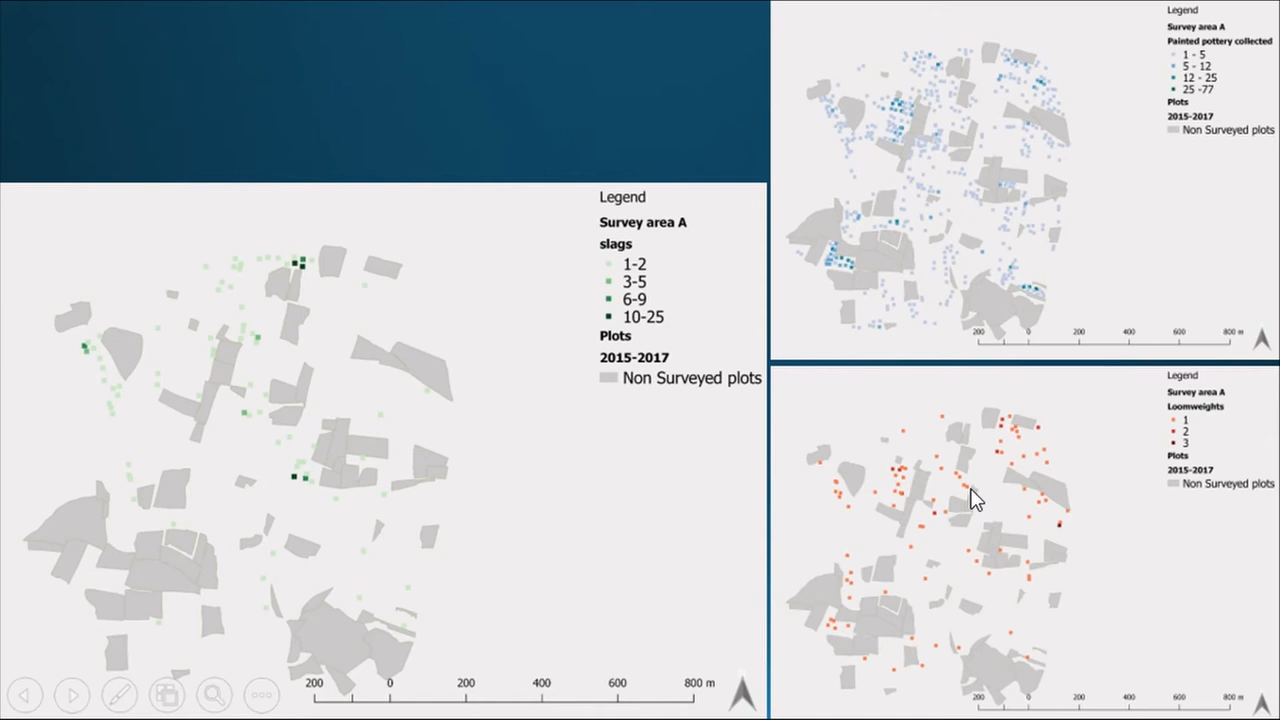 Legend
Survey area A
slags
1-2
3-5
6-9
10-25
Plots
2015-2017
Non Surveyed plots
200 0 200 400 600 800 m
Legend
Survey area A
Painted pottery collected
1 - 5
5 - 12
12 - 25
25 -77
Plots
2015-2017
Non Surveyed plots
200 0 200 400 600 800 m
Legend
Survey area A
Loomweights
1
2
3
Plots
2015-2017
Non Surveyed plots
200 0 200 400 600 800 m